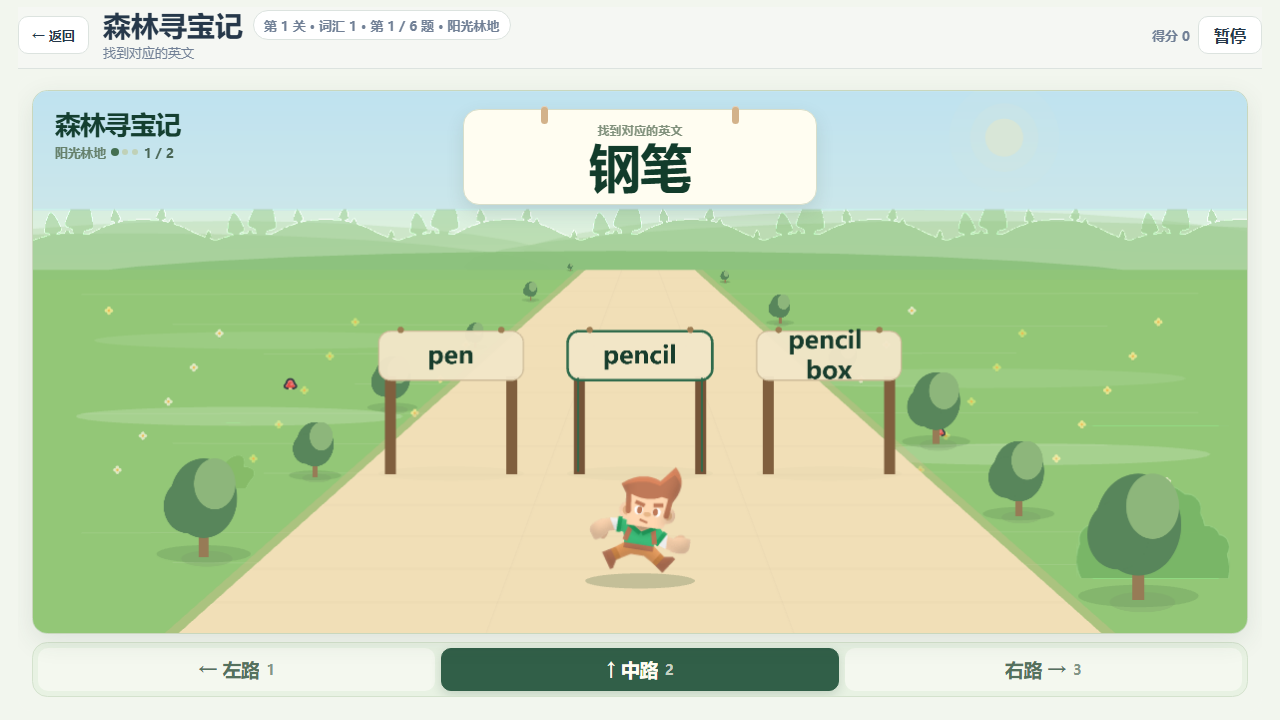 ← 返回
森林寻宝记
第 1 关 • 词汇 1 • 第 1 / 6 题 • 阳光林地
找到对应的英文
得分 0
暂停
森林寻宝记
阳光林地 1 / 2
找到对应的英文
钢笔
pen
pencil
pencil
box
← 左路 1
↑ 中路 2
右路 → 3